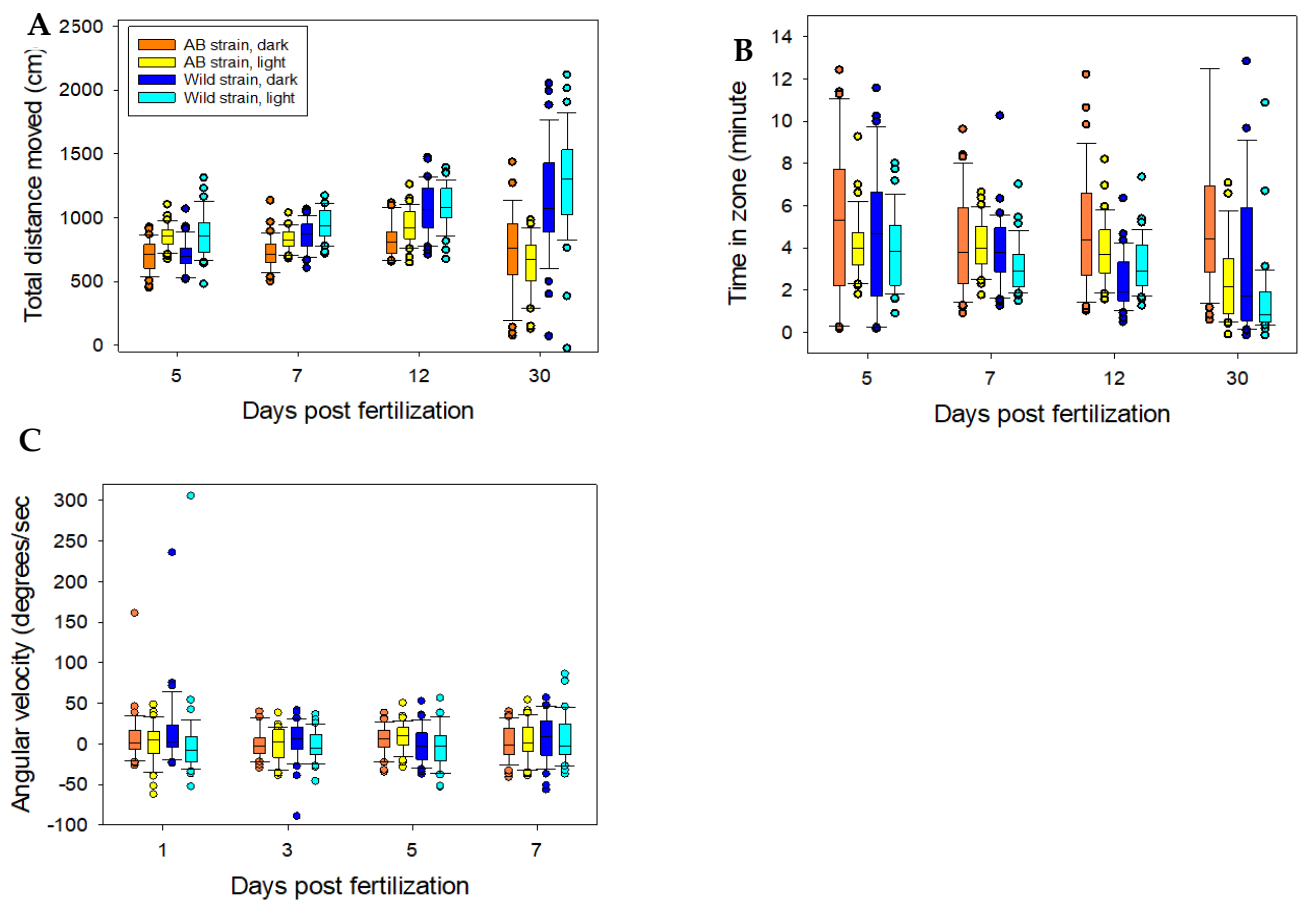 A
Total distance moved (cm)
2500
2000
1500
1000
500
0
AB strain, dark
AB strain, light
Wild strain, dark
Wild strain, light
5 7 12 30
Days post fertilization
B
Time in zone (minute
14
12
10
8
6
4
2
0
5 7 12 30
Days post fertilization
C
Angular velocity (degrees/sec
300
250
200
150
100
50
0
-50
-100
1 3 5 7
Days post fertilization